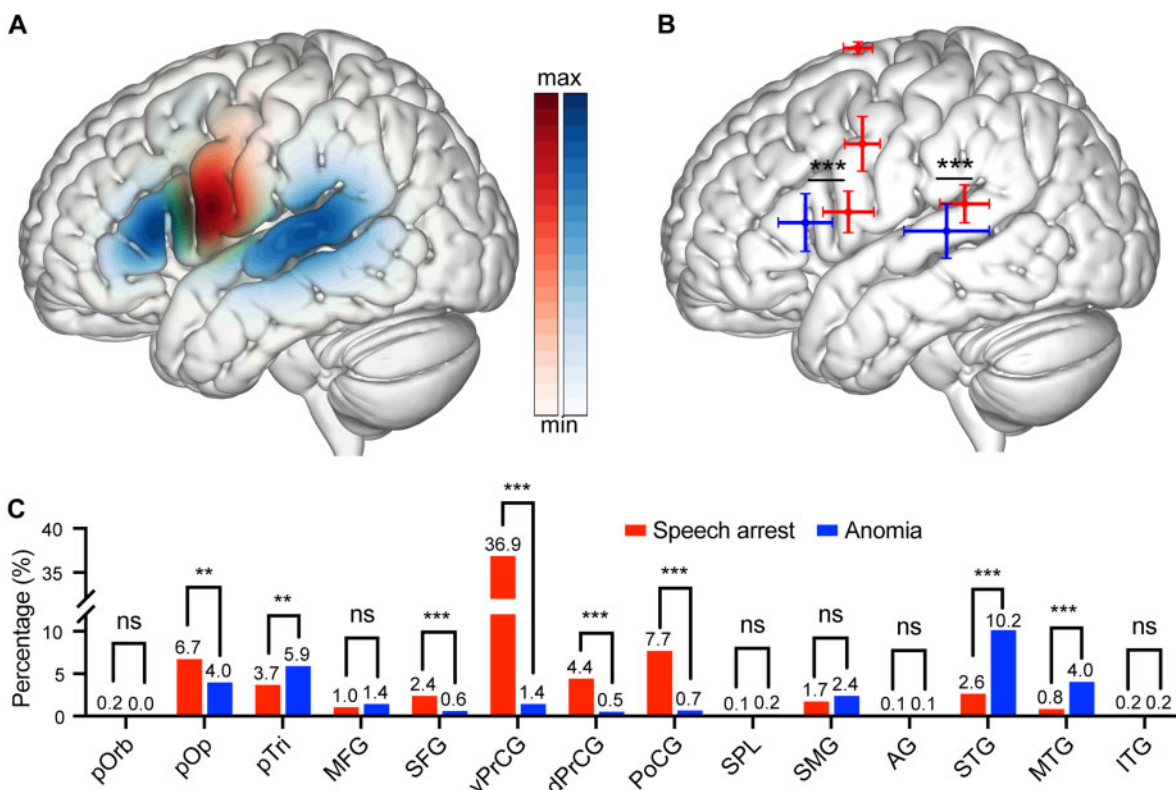 A
max
min
B
***
***
C
Percentage (%)
40
35
10
5
0
Speech arrest
Anomia
ns
**
**
ns
***
***
***
***
ns
ns
ns
***
***
ns
0.2 0.0
6.7 4.0
3.7 5.9
1.0 1.4
2.4 0.6
36.9 1.4
4.4 0.5
7.7 0.7
0.1 0.2
1.7 2.4
0.1 0.1
2.6 10.2
0.8 4.0
0.2 0.2
pOrb
pOp
pTri
MFG
SFG
vPrCG
dPrCG
PoCG
SPL
SMG
AG
STG
MTG
ITG